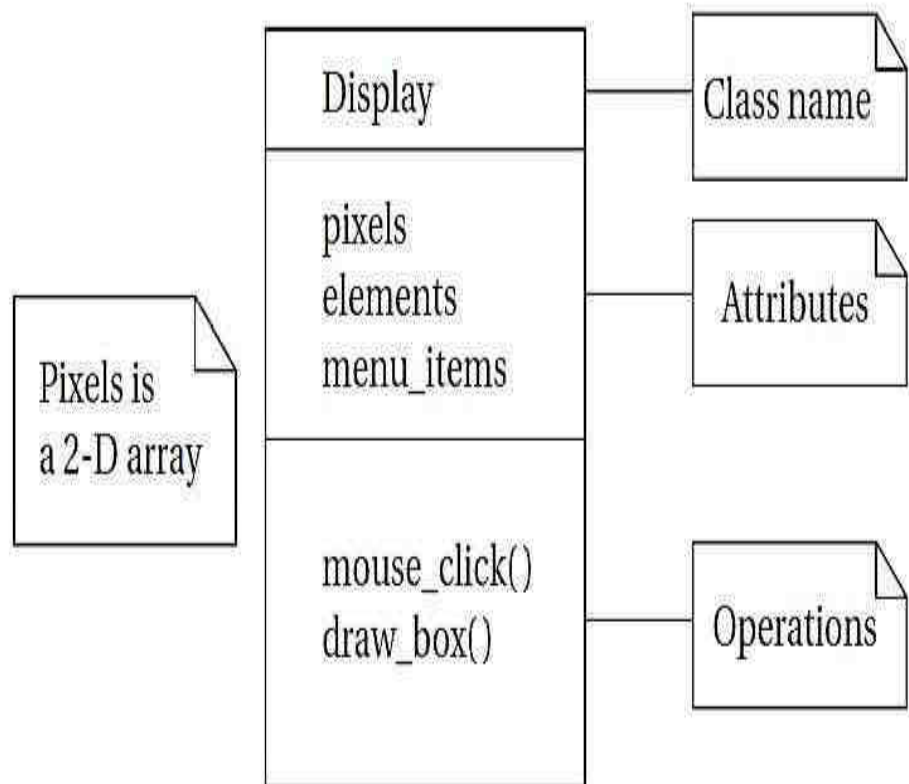 Display
Class name
pixels
elements
menu_items
Attributes
Pixels is
a 2-D array
mouse_click()
draw_box()
Operations